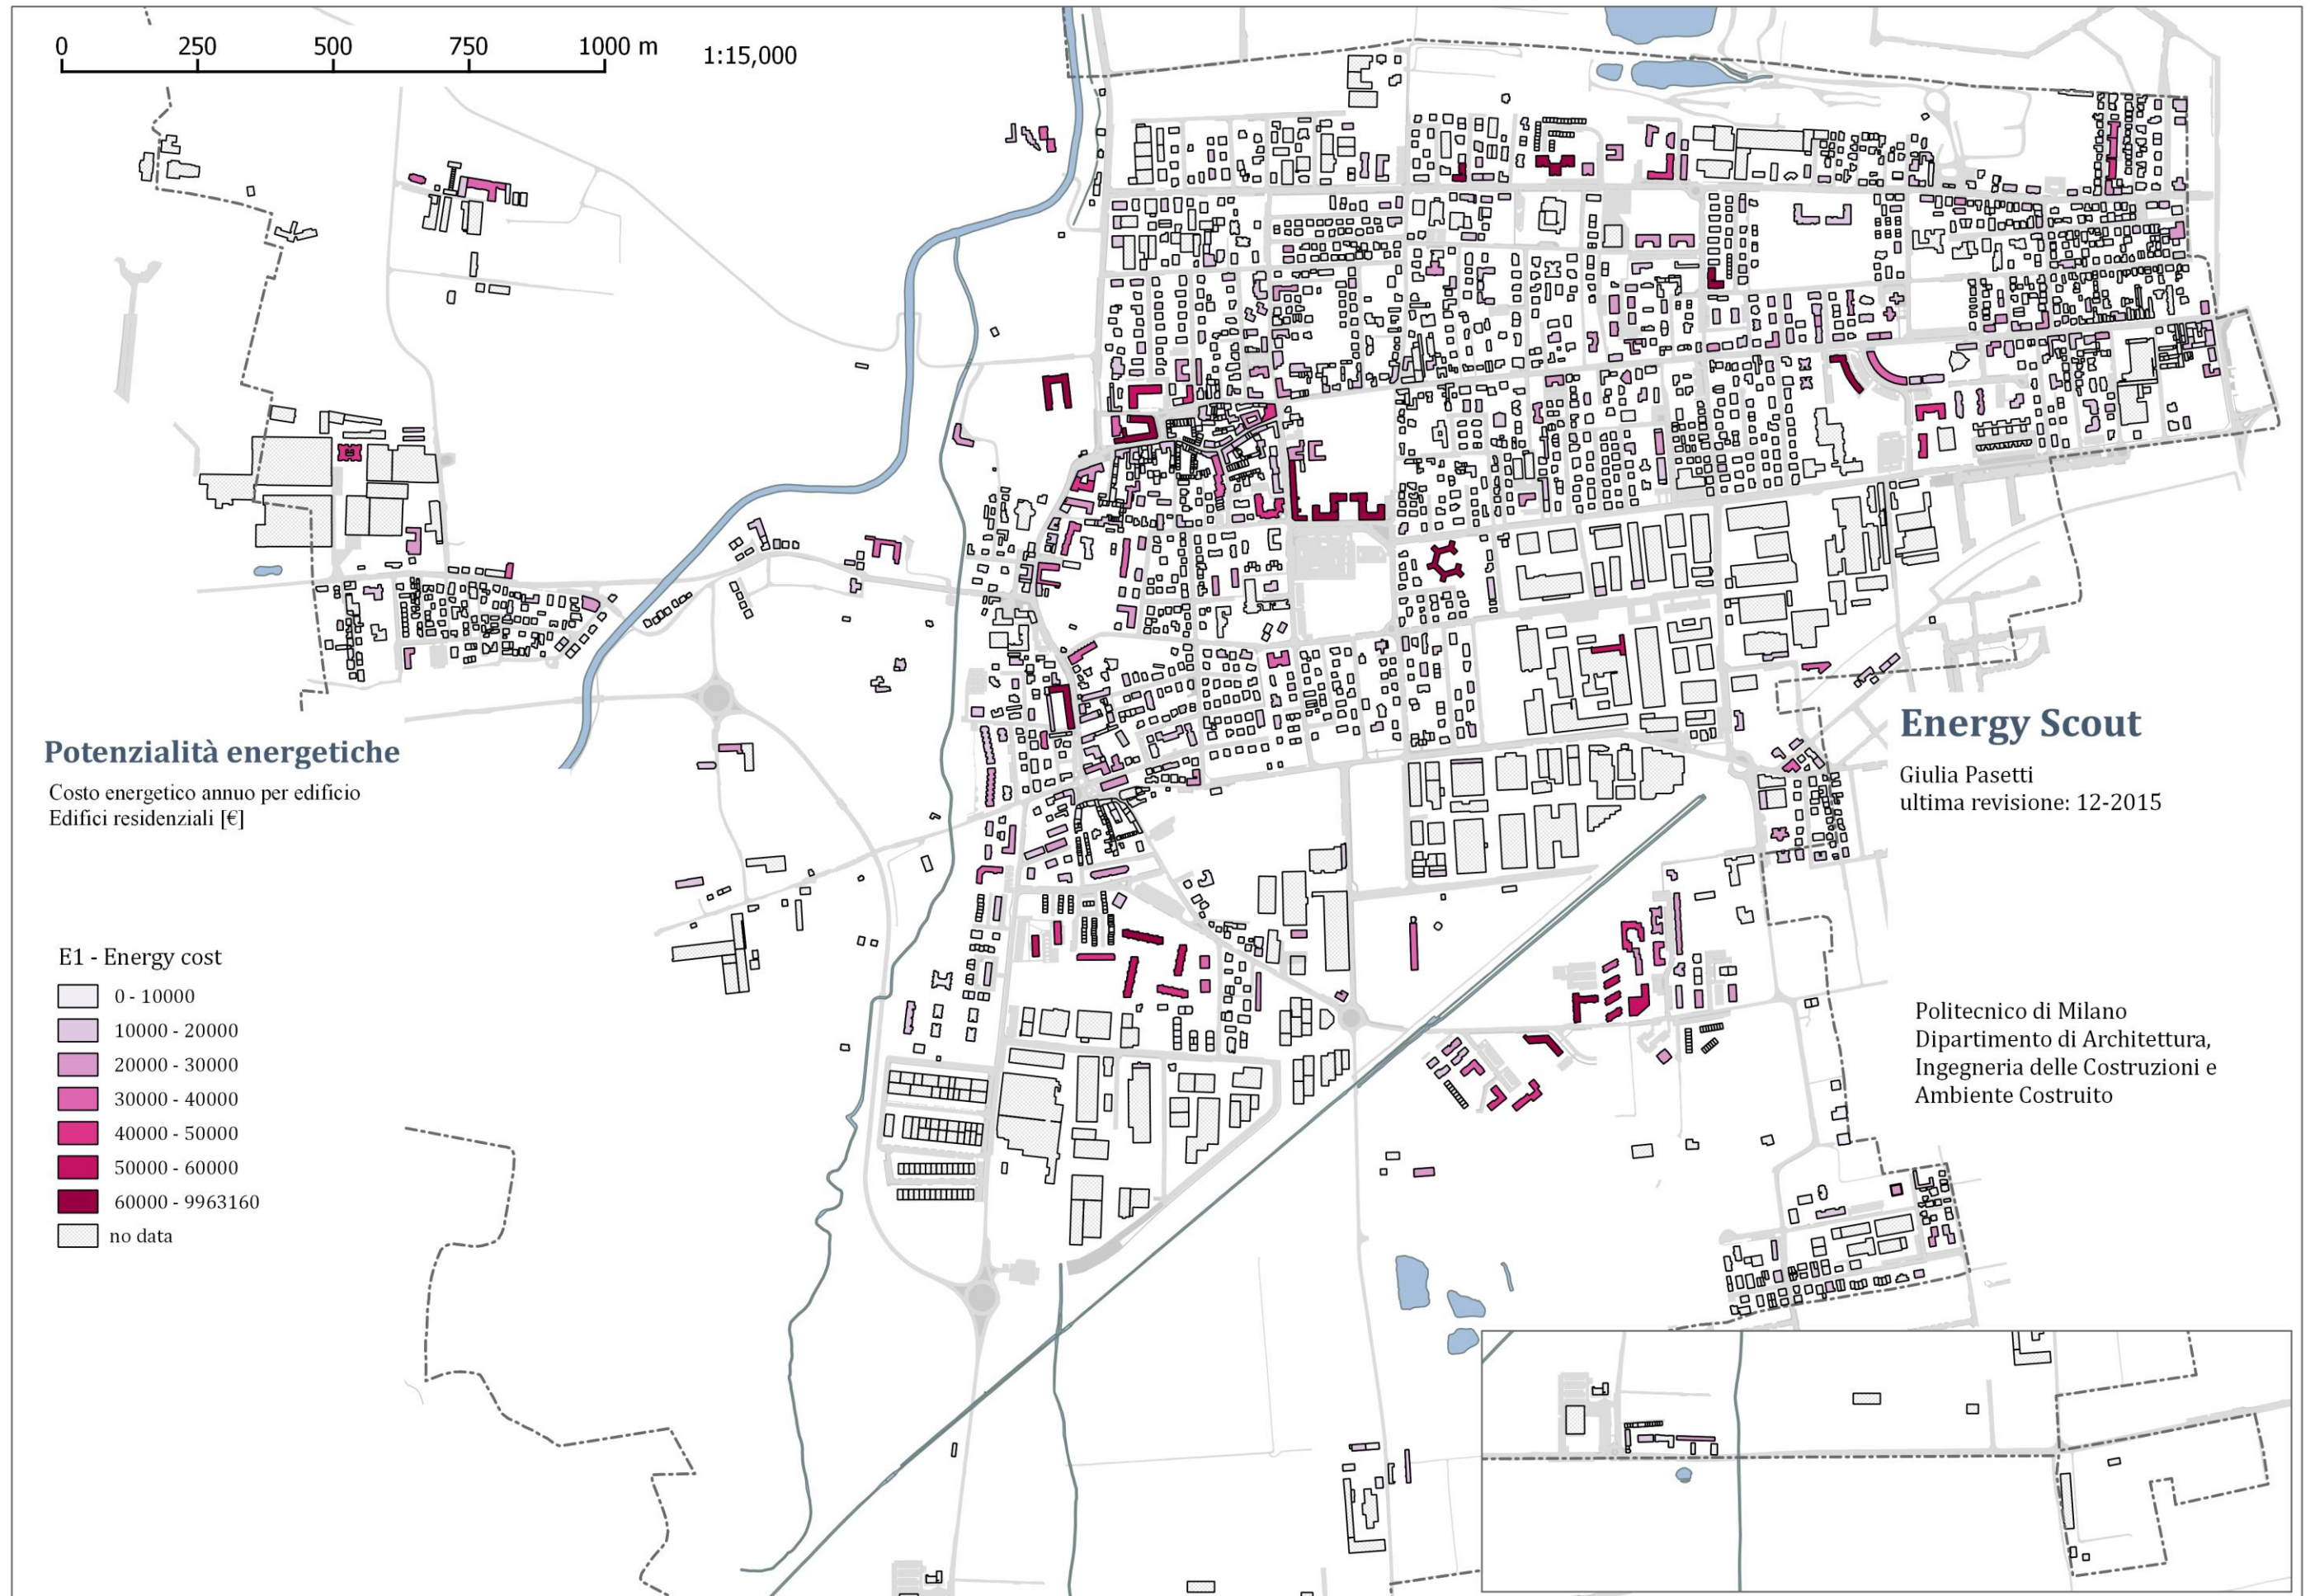 0 250 500 750 1000 m 1:15,000
Potenzialità energetiche
Costo energetico annuo per edificio
Edifici residenziali [€]
E1 - Energy cost
0 - 10000
10000 - 20000
20000 - 30000
30000 - 40000
40000 - 50000
50000 - 60000
60000 - 9963160
no data
Energy Scout
Giulia Pasetti
ultima revisione: 12-2015
Politecnico di Milano
Dipartimento di Architettura,
Ingegneria delle Costruzioni e
Ambiente Costruito